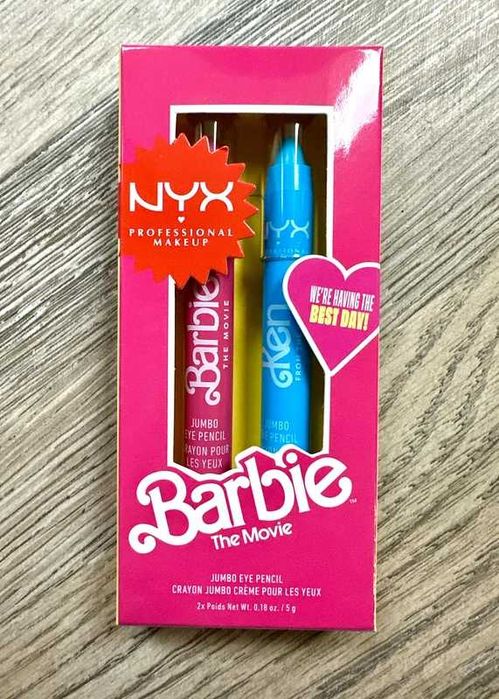 NYX
PROFESSIONAL
MAKEUP
Barbie
THE MOVIE
JUMBO
EYE PENCIL
CRAYON POUR
LES YEUX
NYX
Ken
JUMBO
PENCIL
WE'RE HAVING THE
BEST DAY!
Barbie™
The Movie
JUMBO EYE PENCIL
CRAYON JUMBO CRÈME POUR LES YEUX
2x Poids Net Wt. 0.18 oz. / 5 g